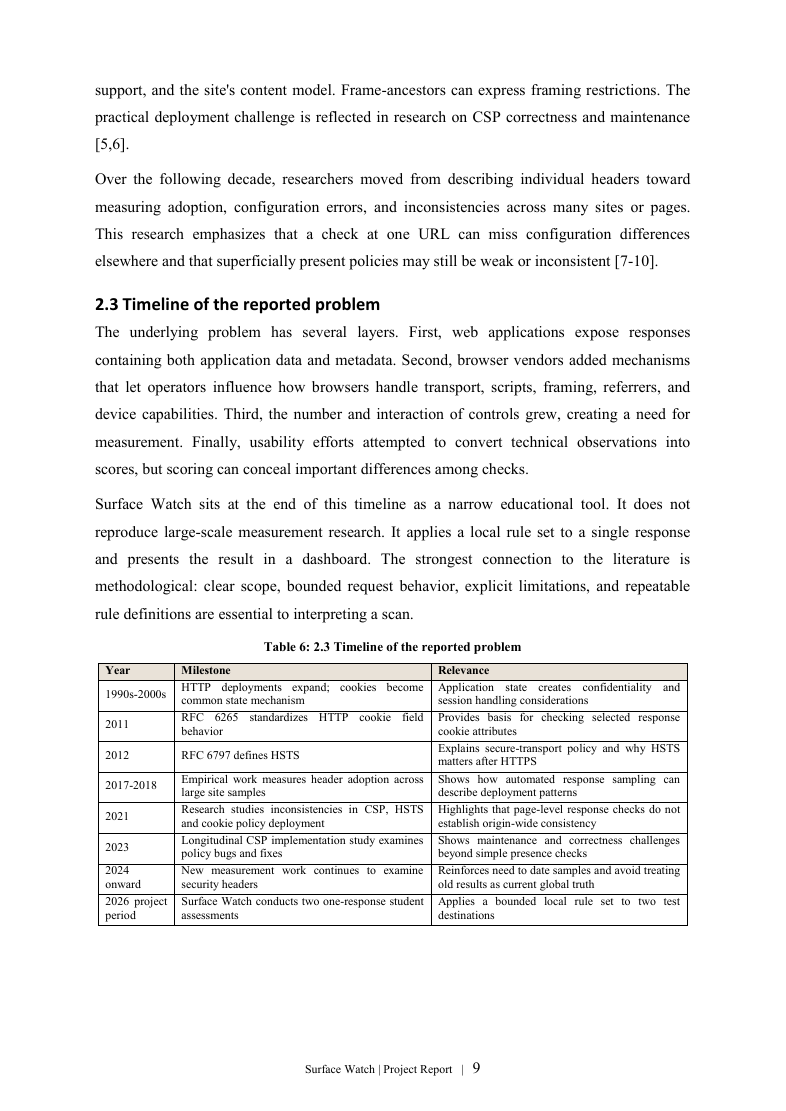 support, and the site's content model. Frame-ancestors can express framing restrictions. The
practical deployment challenge is reflected in research on CSP correctness and maintenance
[5,6].
Over the following decade, researchers moved from describing individual headers toward
measuring adoption, configuration errors, and inconsistencies across many sites or pages.
This research emphasizes that a check at one URL can miss configuration differences
elsewhere and that superficially present policies may still be weak or inconsistent [7-10].
2.3 Timeline of the reported problem
The underlying problem has several layers. First, web applications expose responses
containing both application data and metadata. Second, browser vendors added mechanisms
that let operators influence how browsers handle transport, scripts, framing, referrers, and
device capabilities. Third, the number and interaction of controls grew, creating a need for
measurement. Finally, usability efforts attempted to convert technical observations into
scores, but scoring can conceal important differences among checks.
Surface Watch sits at the end of this timeline as a narrow educational tool. It does not
reproduce large-scale measurement research. It applies a local rule set to a single response
and presents the result in a dashboard. The strongest connection to the literature is
methodological: clear scope, bounded request behavior, explicit limitations, and repeatable
rule definitions are essential to interpreting a scan.
Table 6: 2.3 Timeline of the reported problem
Year Milestone Relevance
1990s-2000s
HTTP deployments expand; cookies become
common state mechanism
Application state creates confidentiality and
session handling considerations
2011
RFC 6265 standardizes HTTP cookie field
behavior
Provides basis for checking selected response
cookie attributes
2012
RFC 6797 defines HSTS
Explains secure-transport policy and why HSTS
matters after HTTPS
2017-2018
Empirical work measures header adoption across
large site samples
Shows how automated response sampling can
describe deployment patterns
2021
Research studies inconsistencies in CSP, HSTS
and cookie policy deployment
Highlights that page-level response checks do not
establish origin-wide consistency
2023
Longitudinal CSP implementation study examines
policy bugs and fixes
Shows maintenance and correctness challenges
beyond simple presence checks
2024
onward
New measurement work continues to examine
security headers
Reinforces need to date samples and avoid treating
old results as current global truth
2026 project
period
Surface Watch conducts two one-response student
assessments
Applies a bounded local rule set to two test
destinations
Surface Watch | Project Report | 9